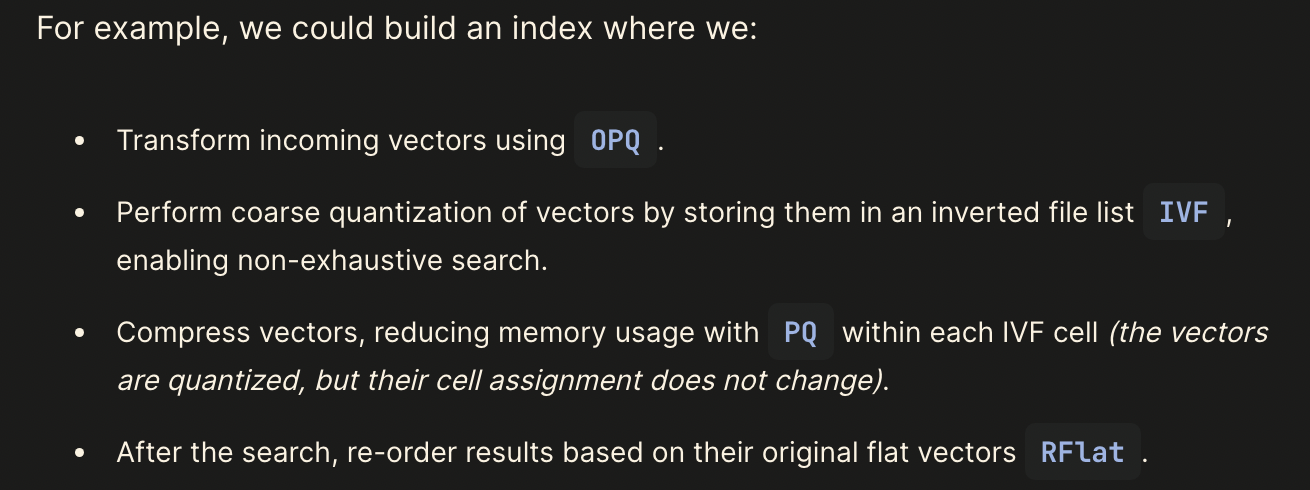 For example, we could build an index where we:
• Transform incoming vectors using OPQ .
• Perform coarse quantization of vectors by storing them in an inverted file list IVF ,
enabling non-exhaustive search.
• Compress vectors, reducing memory usage with PQ within each IVF cell (the vectors
are quantized, but their cell assignment does not change).
• After the search, re-order results based on their original flat vectors RFlat .